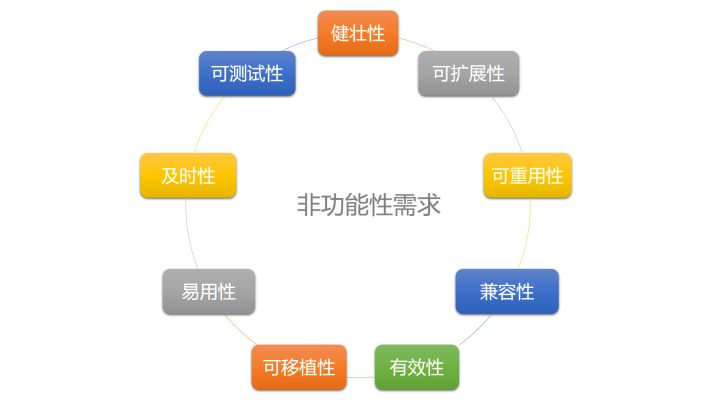 健壮性
可扩展性
可重用性
兼容性
有效性
可移植性
易用性
及时性
可测试性
非功能性需求